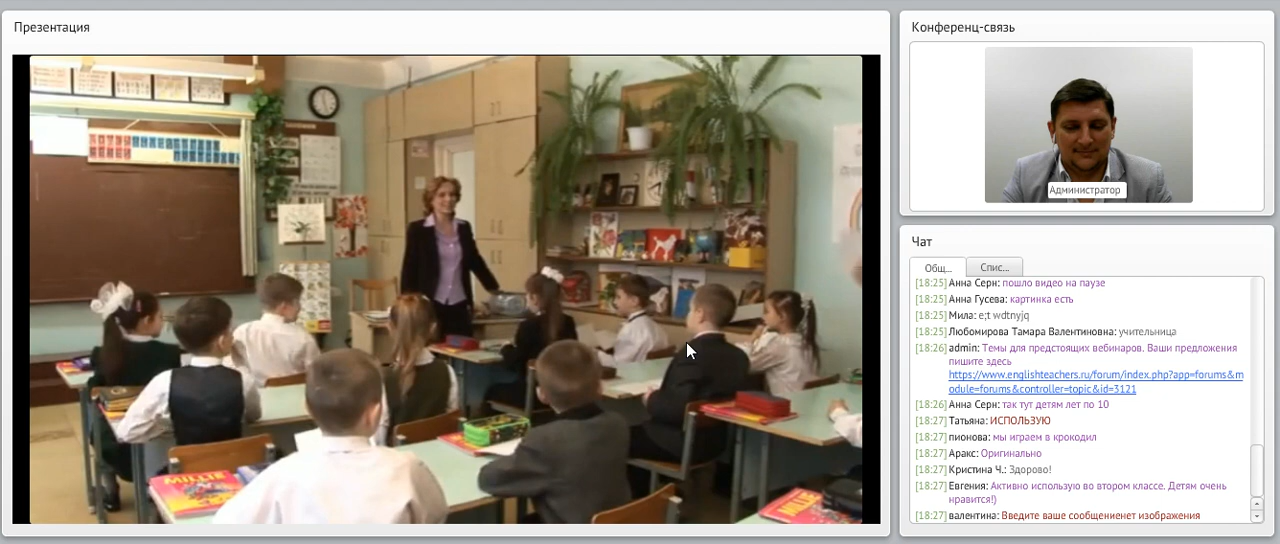 Презентация
MILLIE
MILLIE
Конференц-связь
Администратор
Чат
Общ...
Спис...
[18:25] Анна Серн: пошло видео на паузе
[18:25] Анна Гусева: картинка есть
[18:25] Мила: e;t wdtnyjq
[18:25] Любомирова Тамара Валентиновна: учительница
[18:26] admin: Темы для предстоящих вебинаров. Ваши предложения
пишите здесь
https://www.englishteachers.ru/forum/index.php?app=forums&m
odule=forums&controller=topic&id=3121
[18:26] Анна Серн: так тут детям лет по 10
[18:27] Татьяна: ИСПОЛЬЗУЮ
[18:27] пионова: мы играем в крокодил
[18:27] Аракс: Оригинально
[18:27] Кристина Ч.: Здорово!
[18:27] Евгения: Активно использую во втором классе. Детям очень
нравится!)
[18:27] валентина: Введите ваше сообщениенет изображения